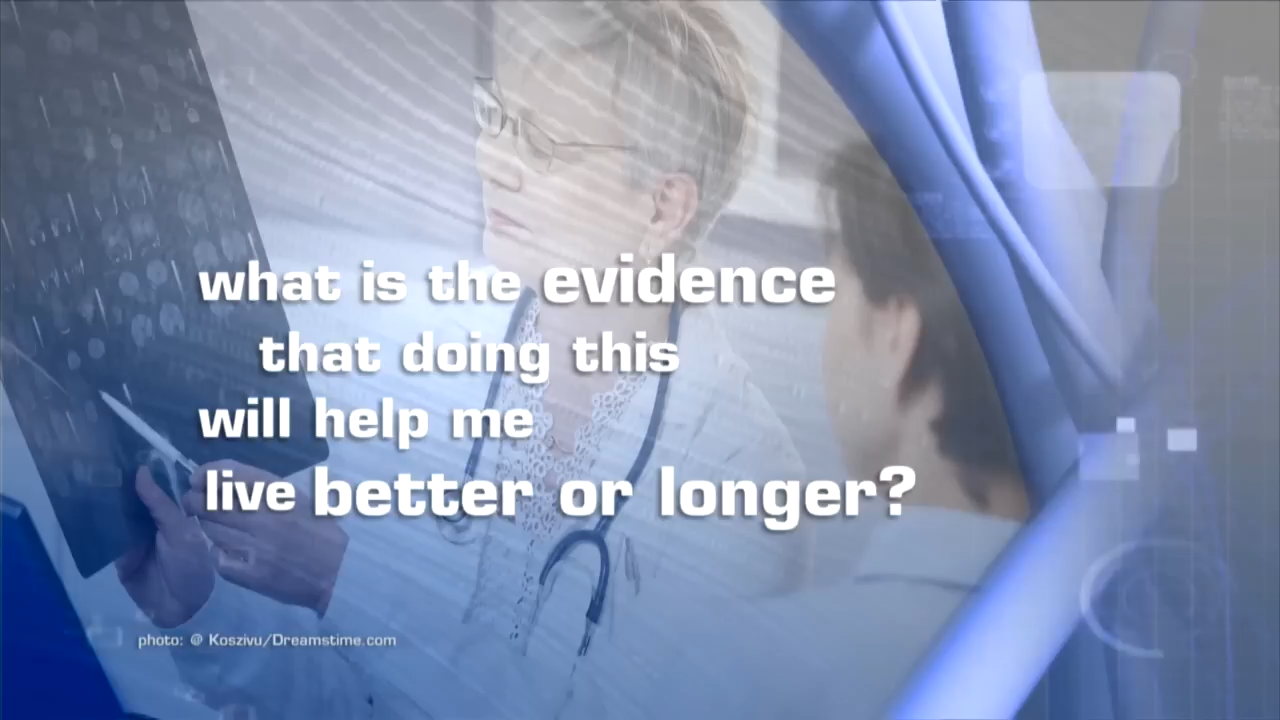 what is the evidence
that doing this
will help me
live better or longer?
photo: @ Koszivu/Dreamstime.com